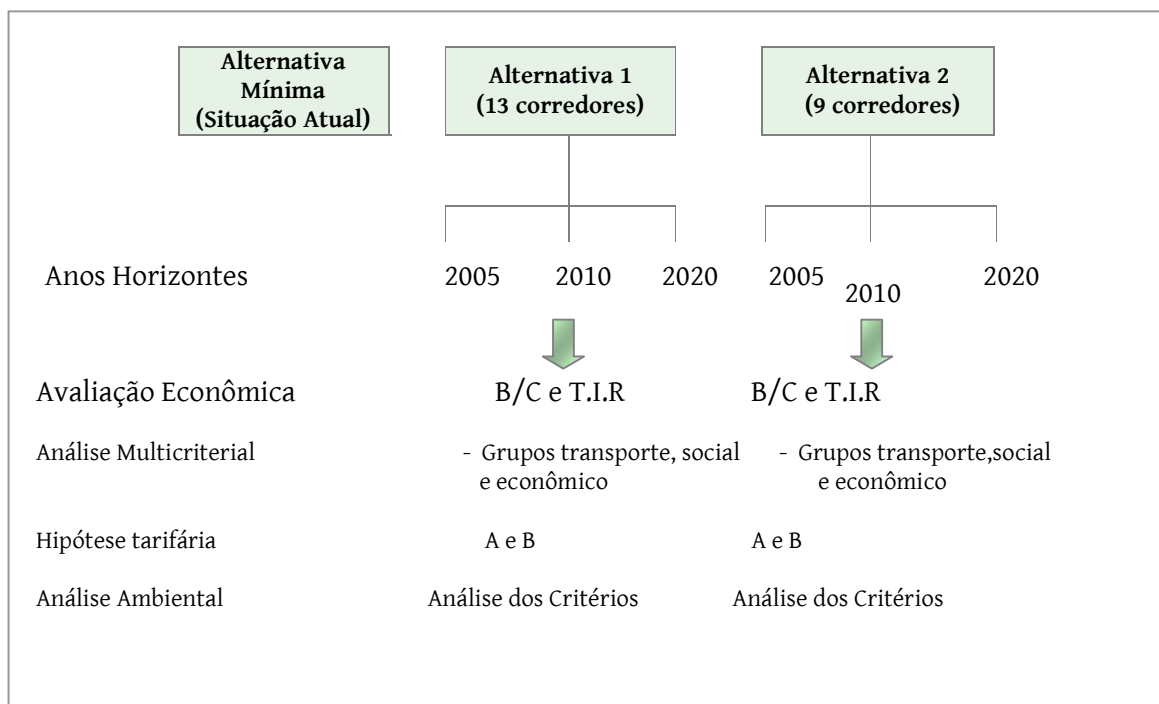 Alternativa
Mínima
(Situação Atual)
Alternativa 1
(13 corredores)
Alternativa 2
(9 corredores)
Anos Horizontes
2005 2010 2020
2005 2010 2020
Avaliação Econômica
B/C e T.I.R
B/C e T.I.R
Análise Multicriterial
- Grupos transporte, social
e econômico
- Grupos transporte,social
e econômico
Hipótese tarifária
A e B
A e B
Análise Ambiental
Análise dos Critérios
Análise dos Critérios